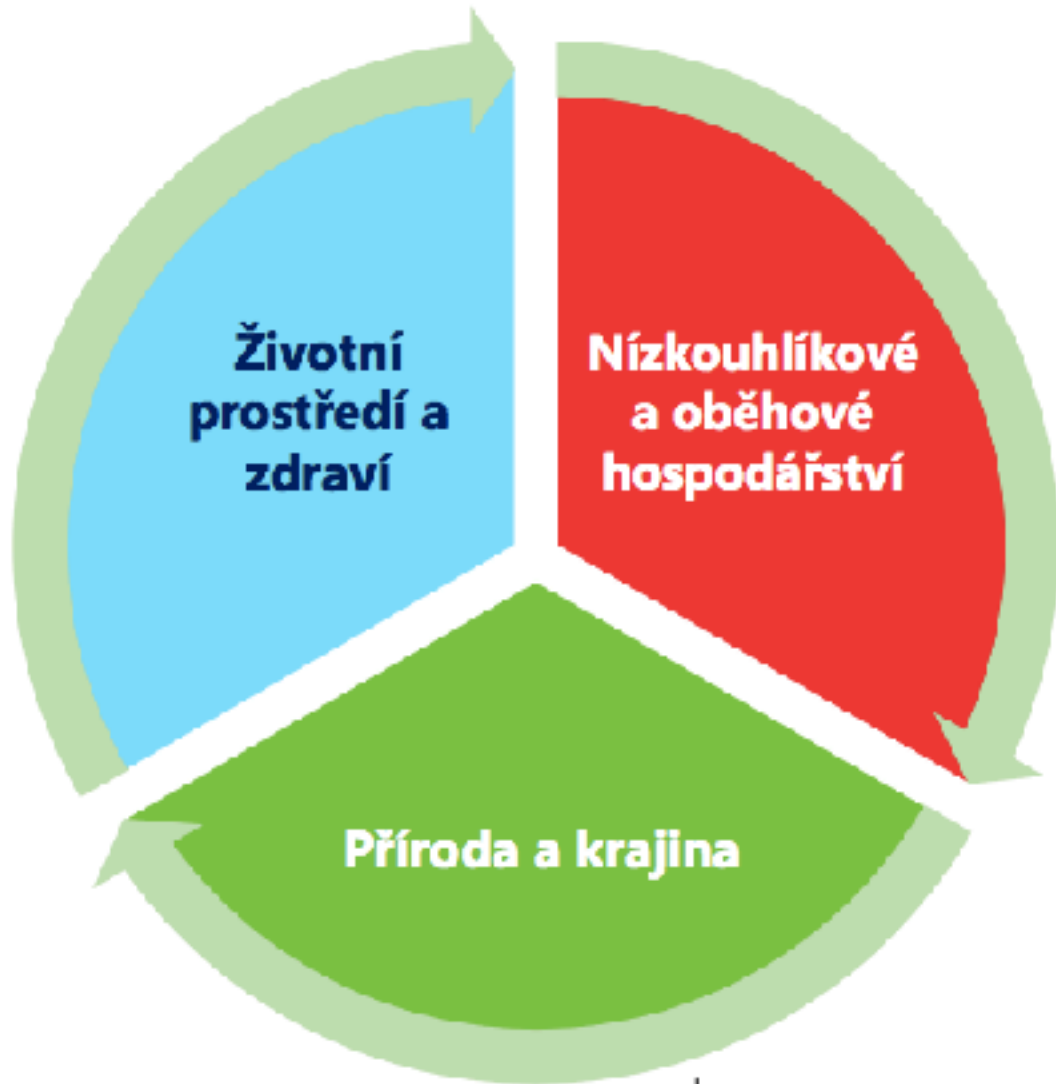 Životní
prostředí a
zdraví
Nízkouhlíkové
a oběhové
hospodářství
Příroda a krajina